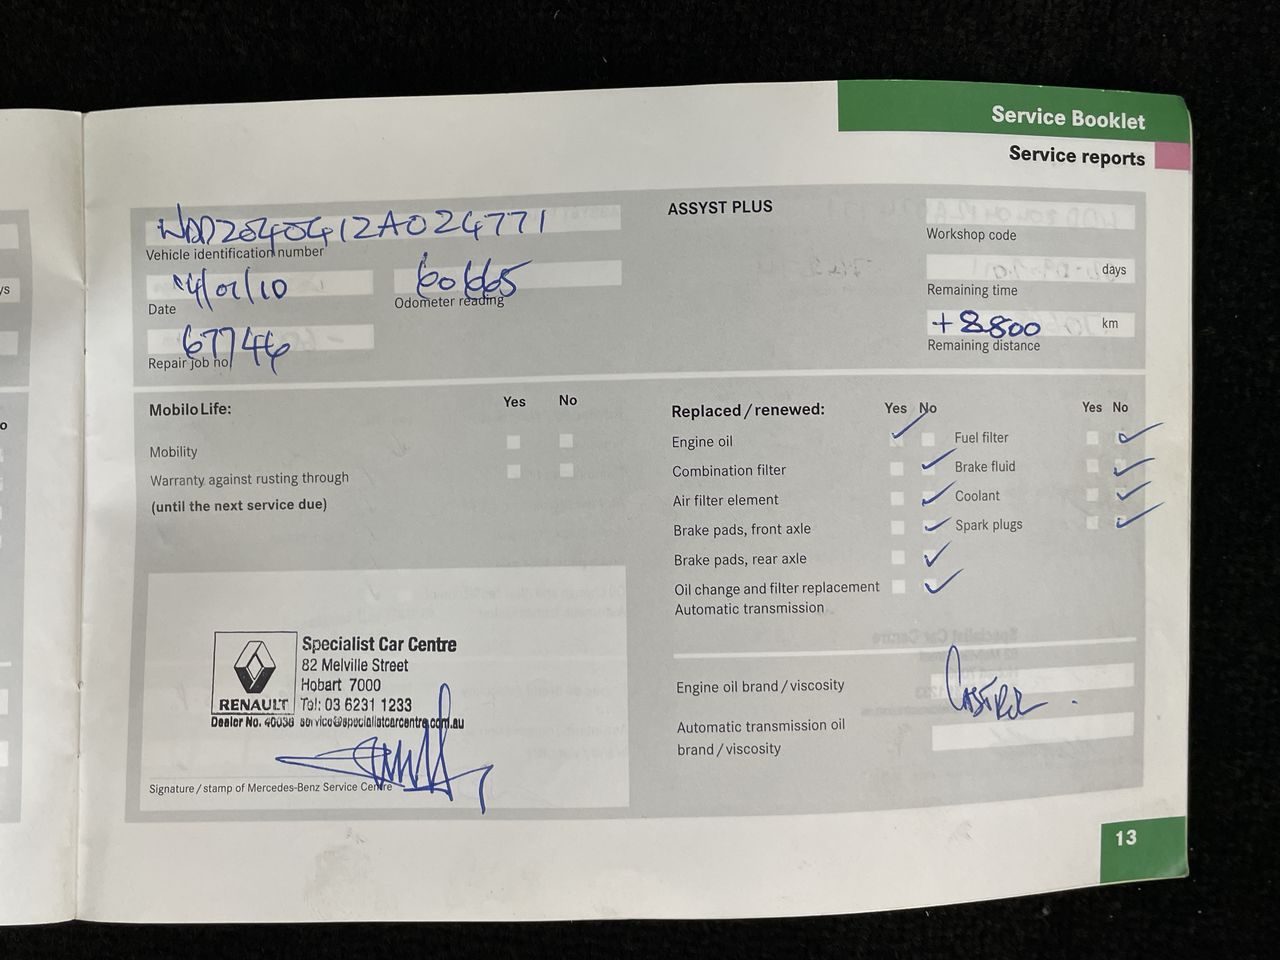 Service Booklet
Service reports
WDD2040412A024771
Vehicle identification number
Date
60665
Odometer reading
67746
Repair job no
ASSYST PLUS
Workshop code
days
Remaining time
+8800 km
Remaining distance
MobiloLife: Yes No
Mobility
Warranty against rusting through
(until the next service due)
Replaced/renewed: Yes No Yes No
Engine oil Fuel filter
Combination filter Brake fluid
Air filter element Coolant
Brake pads, front axle Spark plugs
Brake pads, rear axle
Oil change and filter replacement
Automatic transmission
Specialist Car Centre
82 Melville Street
Hobart 7000
RENAULT Tel: 03 6231 1233
Dealer No. 40036 service@specialistcarcentre.com.au
Signature/stamp of Mercedes-Benz Service Centre
Engine oil brand/viscosity CASTROL
Automatic transmission oil
brand/viscosity
13